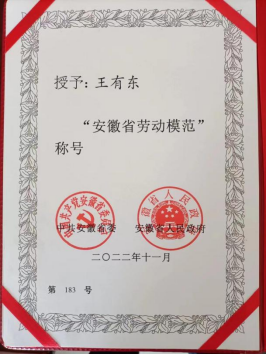 授予：王有东
“安徽省劳动模范”
称号
中共安徽省委 安徽省人民政府
二〇二二年十一月
第 183 号